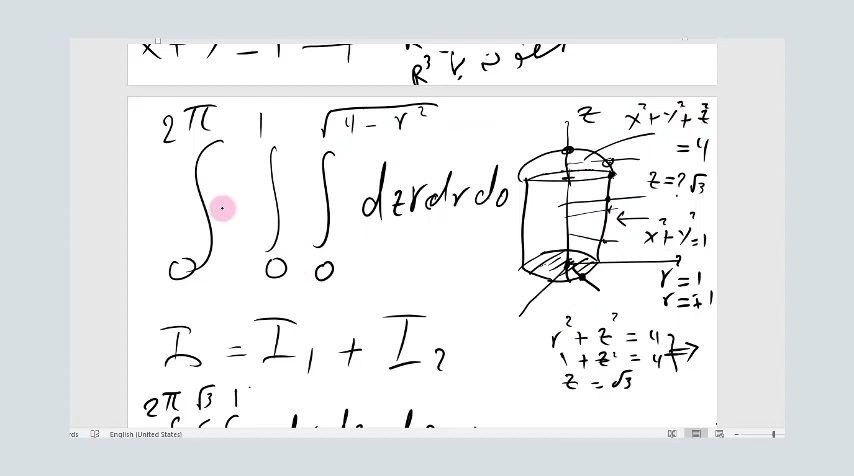 2π 1 √4 - r²
∫ ∫ ∫ dz r dr dθ
0 0 0
z
x² + y² + z² = 4
z = ? √3
x² + y² = 1
r² = 1
r = ∓1
r² + z² = 4
1 + z² = 4 ⇒
z = √3
I = I₁ + I₂
2π √3 1
English (United States)